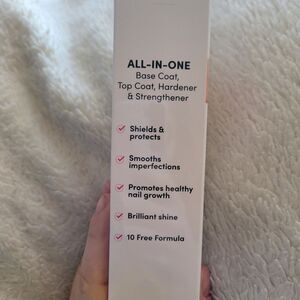 ALL-IN-ONE
Base Coat,
Top Coat, Hardener
& Strengthener
Shields &
protects
Smooths
imperfections
Promotes healthy
nail growth
Brilliant shine
10 Free Formula